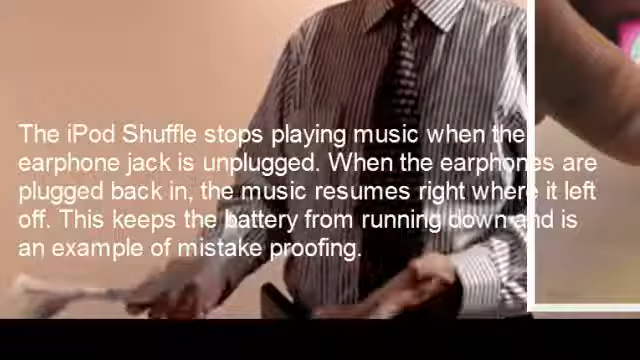 The iPod Shuffle stops playing music when the
earphone jack is unplugged. When the earphones are
plugged back in, the music resumes right where it left
off. This keeps the battery from running down and is
an example of mistake proofing.